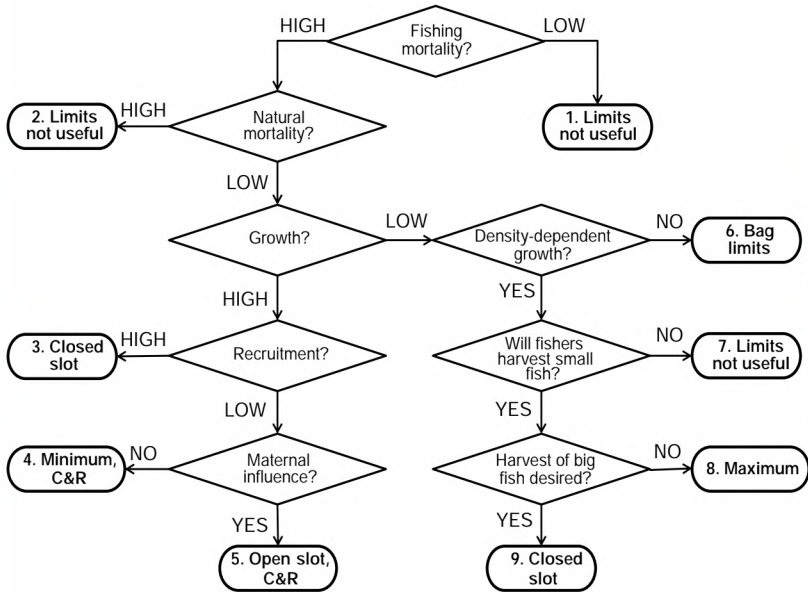 HIGH
Fishing
mortality?
LOW
2. Limits
not useful
HIGH
Natural
mortality?
1. Limits
not useful
LOW
Growth?
LOW
Density-dependent
growth?
NO
6. Bag
limits
HIGH
YES
3. Closed
slot
HIGH
Recruitment?
Will fishers
harvest small
fish?
NO
7. Limits
not useful
LOW
YES
4. Minimum,
C&R
NO
Maternal
influence?
Harvest of big
fish desired?
NO
8. Maximum
YES
YES
5. Open slot,
C&R
9. Closed
slot